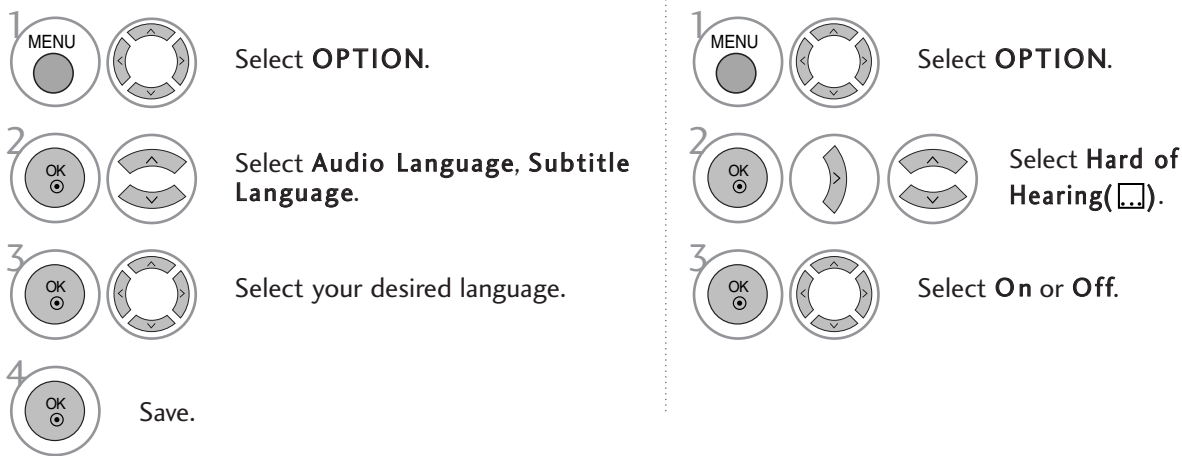 1
MENU
Select OPTION.
2
OK
Select Audio Language, Subtitle
Language.
3
OK
Select your desired language.
4
OK
Save.
1
MENU
Select OPTION.
2
OK
Select Hard of
Hearing(...).
3
OK
Select On or Off.